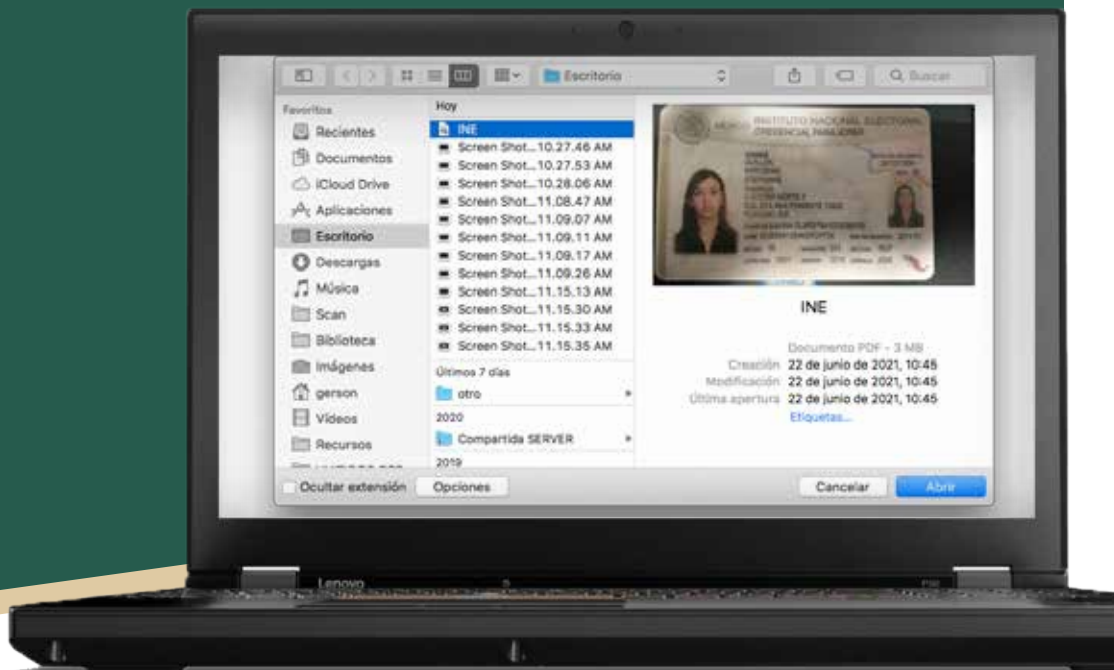 Escritorio
Buscar
Favoritos
Recientes
Documentos
iCloud Drive
Aplicaciones
Escritorio
Descargas
Música
Scan
Biblioteca
Imágenes
gerson
Vídeos
Recursos
Hoy
INE
Screen Shot...10.27.46 AM
Screen Shot...10.27.53 AM
Screen Shot...10.28.06 AM
Screen Shot...11.08.47 AM
Screen Shot...11.09.07 AM
Screen Shot...11.09.11 AM
Screen Shot...11.09.17 AM
Screen Shot...11.09.26 AM
Screen Shot...11.15.13 AM
Screen Shot...11.15.30 AM
Screen Shot...11.15.33 AM
Screen Shot...11.15.35 AM
Últimos 7 días
otro
2020
Compartida SERVER
2019
MÉXICO INSTITUTO NACIONAL ELECTORAL
CREDENCIAL PARA VOTAR
INE
Documento PDF - 3 MB
Creación 22 de junio de 2021, 10:45
Modificación 22 de junio de 2021, 10:45
Última apertura 22 de junio de 2021, 10:45
Etiquetas...
Ocultar extensión
Opciones
Cancelar
Abrir
Lenovo